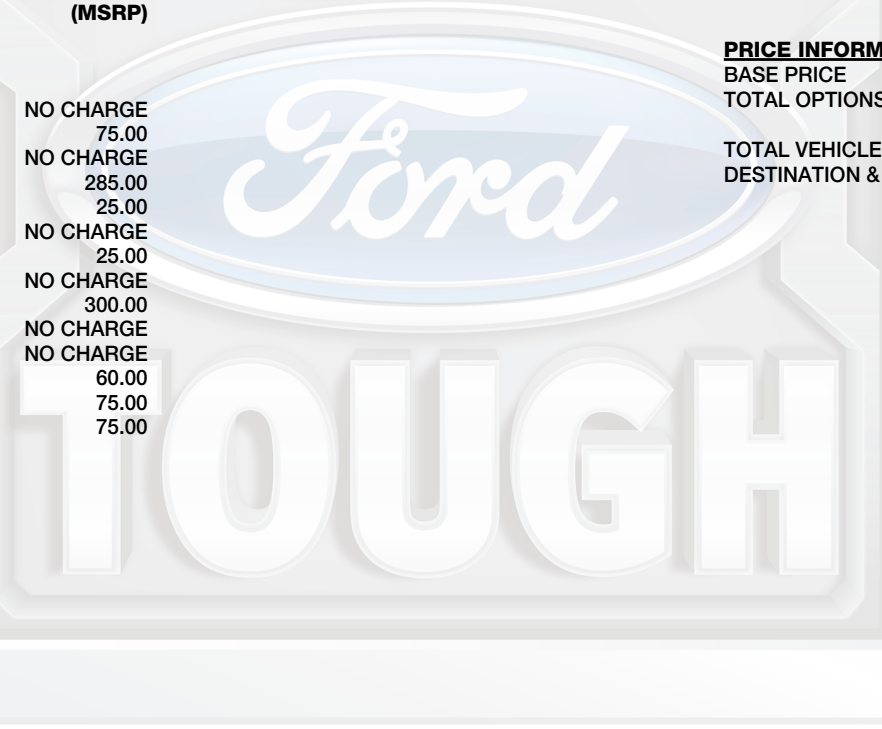 (MSRP)
NO CHARGE
75.00
NO CHARGE
285.00
25.00
NO CHARGE
25.00
NO CHARGE
300.00
NO CHARGE
NO CHARGE
60.00
75.00
75.00
PRICE INFORM
BASE PRICE
TOTAL OPTIONS
TOTAL VEHICLE
DESTINATION &
Ford
TOUGH